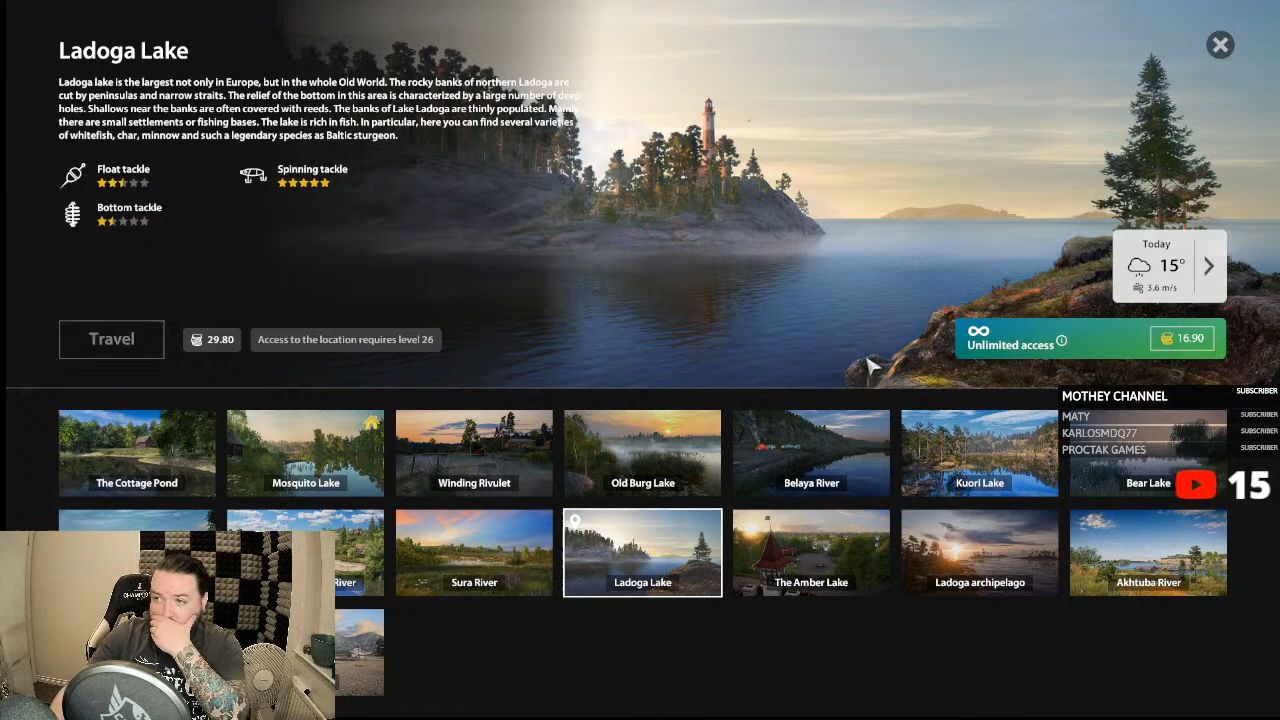 Ladoga Lake
Ladoga lake is the largest not only in Europe, but in the whole Old World. The rocky banks of northern Ladoga are
cut by peninsulas and narrow straits. The relief of the bottom in this area is characterized by a large number of deep
holes. Shallows near the banks are often covered with reeds. The banks of Lake Ladoga are thinly populated. Mainly
there are small settlements or fishing bases. The lake is rich in fish. In particular, here you can find several varieties
of whitefish, char, minnow and such a legendary species as Baltic sturgeon.
Float tackle
Spinning tackle
Bottom tackle
Today
15°
3.6 m/s
Travel
29.80
Access to the location requires level 26
Unlimited access
16.90
MOTHEY CHANNEL
SUBSCRIBER
MATY
SUBSCRIBER
KARLOSMDQ77
SUBSCRIBER
PROCTAK GAMES
SUBSCRIBER
15
The Cottage Pond
Mosquito Lake
Winding Rivulet
Old Burg Lake
Belaya River
Kuori Lake
Bear Lake
River
Sura River
Ladoga Lake
The Amber Lake
Ladoga archipelago
Akhtuba River